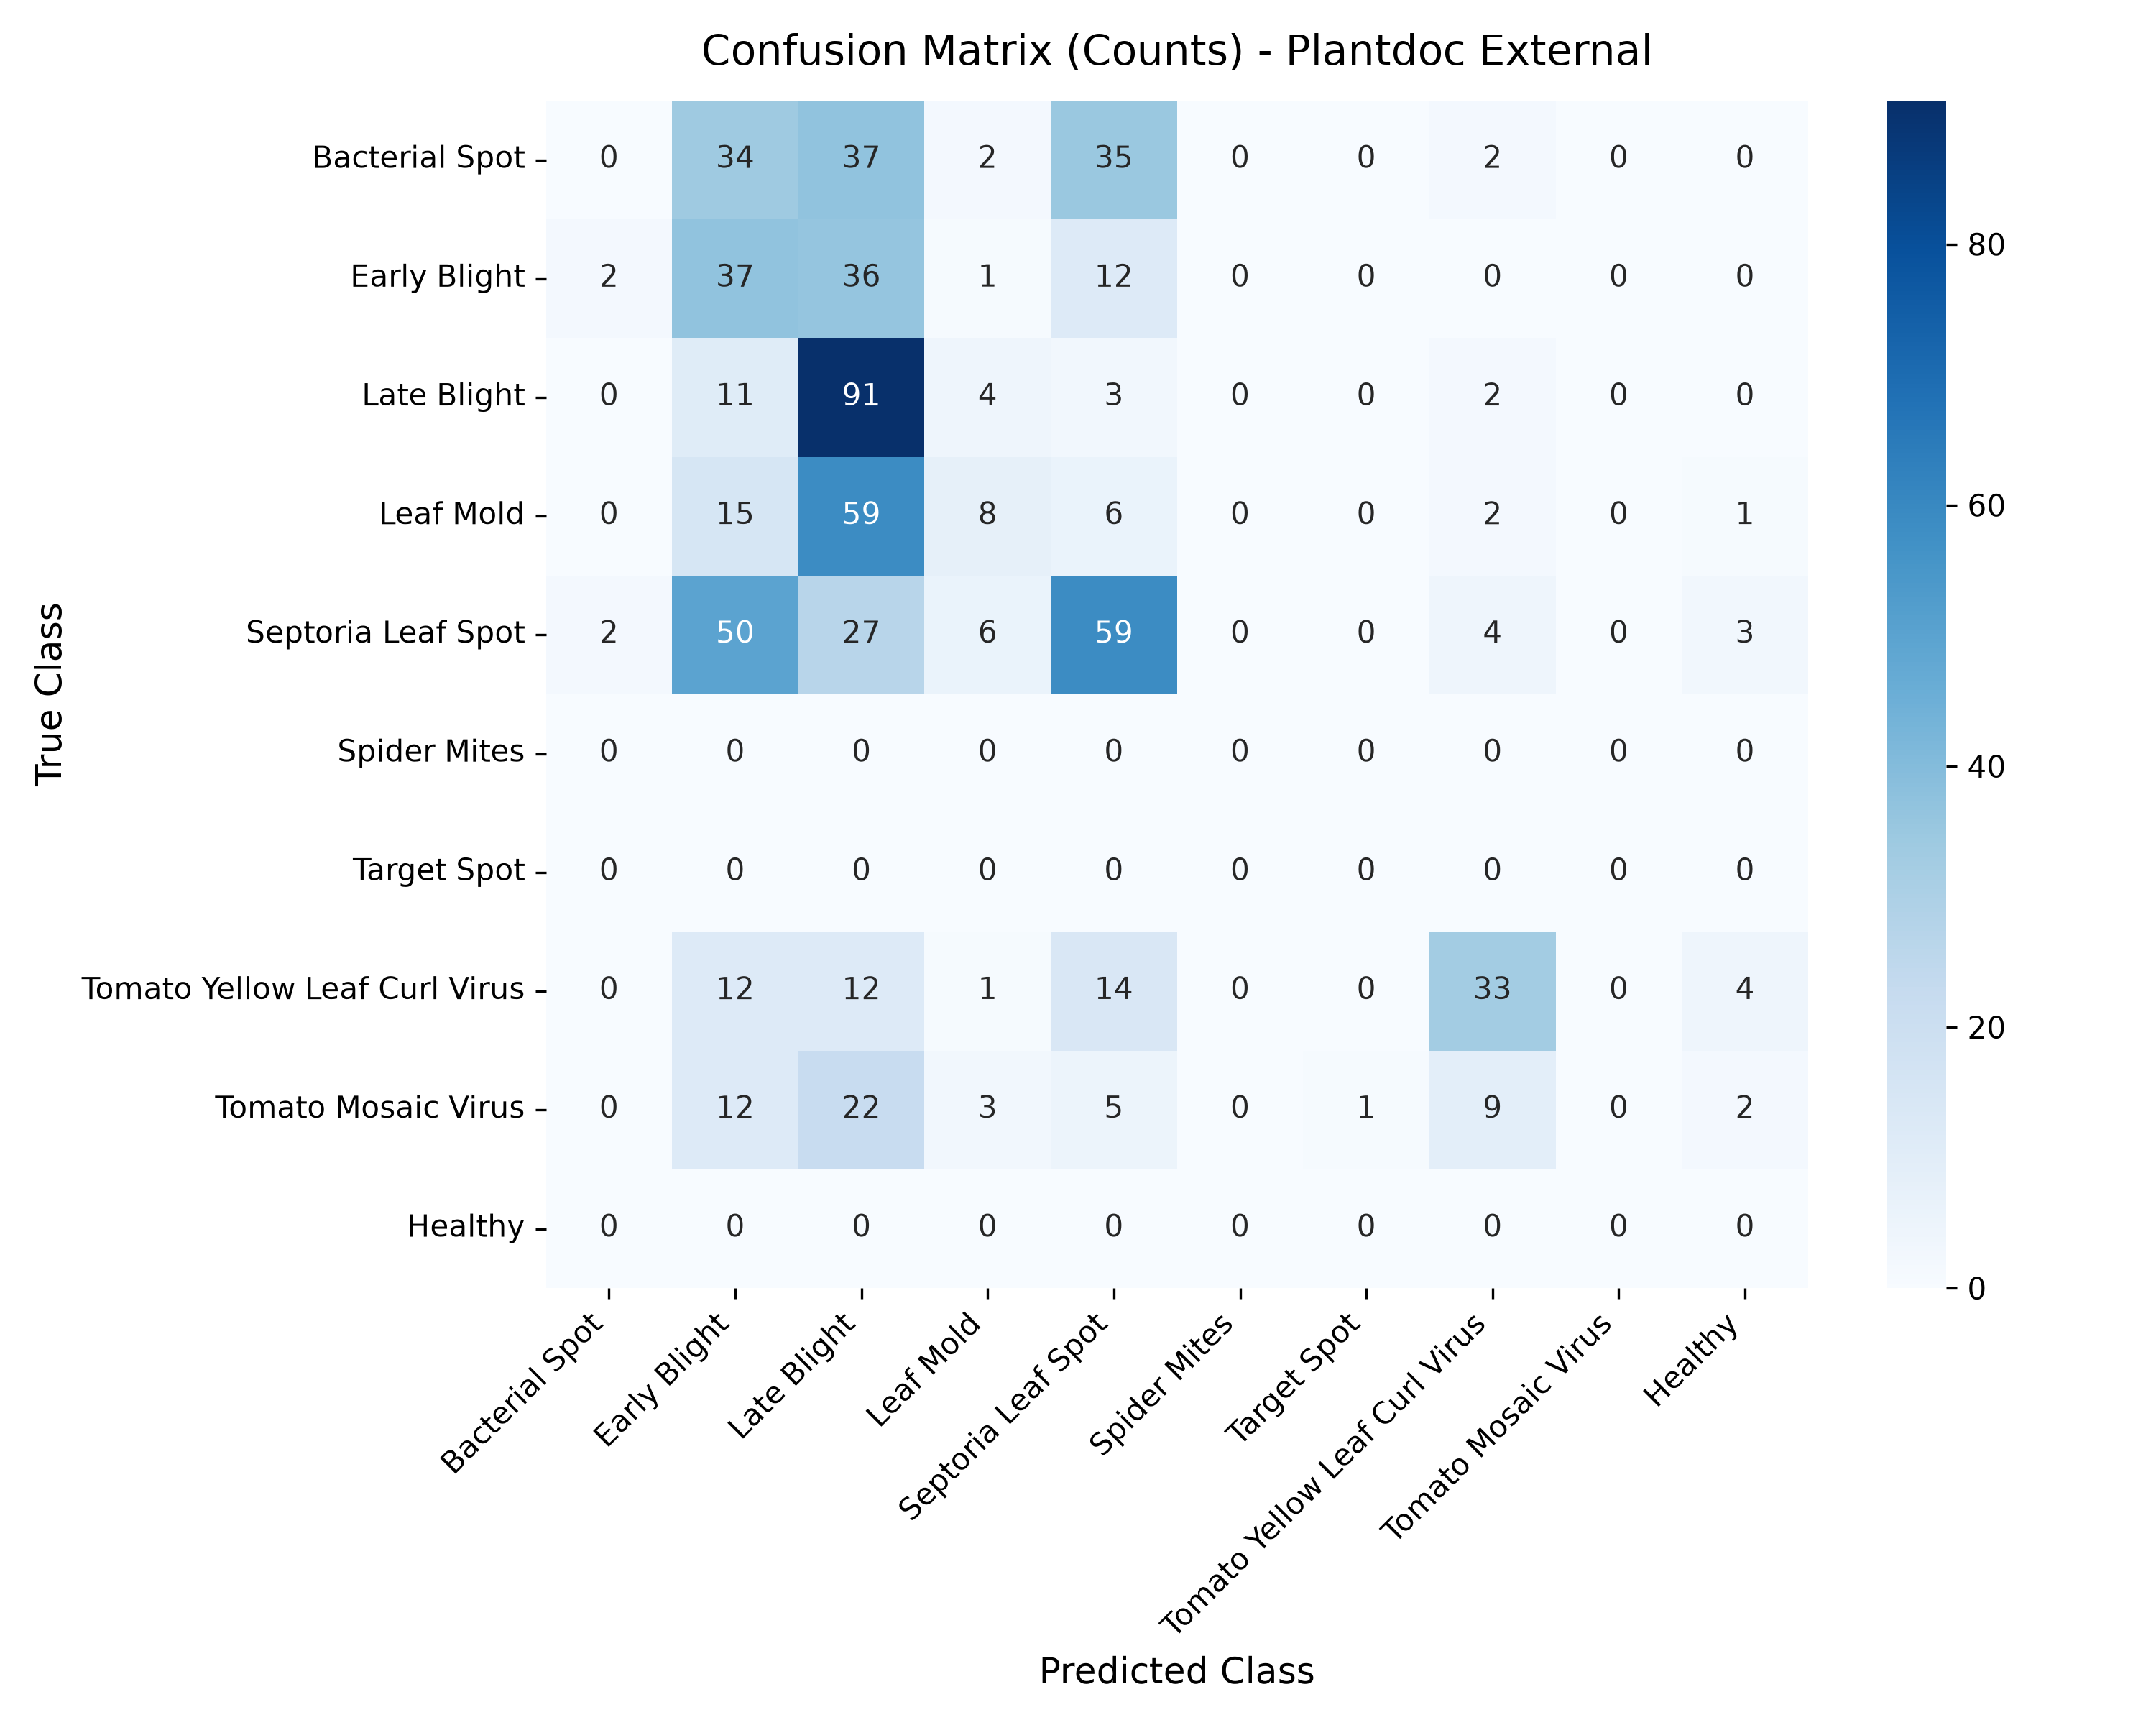 Confusion Matrix (Counts) - Plantdoc External
True Class
Bacterial Spot 0 34 37 2 35 0 0 2 0 0
Early Blight 2 37 36 1 12 0 0 0 0 0
Late Blight 0 11 91 4 3 0 0 2 0 0
Leaf Mold 0 15 59 8 6 0 0 2 0 1
Septoria Leaf Spot 2 50 27 6 59 0 0 4 0 3
Spider Mites 0 0 0 0 0 0 0 0 0 0
Target Spot 0 0 0 0 0 0 0 0 0 0
Tomato Yellow Leaf Curl Virus 0 12 12 1 14 0 0 33 0 4
Tomato Mosaic Virus 0 12 22 3 5 0 1 9 0 2
Healthy 0 0 0 0 0 0 0 0 0 0
Bacterial Spot
Early Blight
Late Blight
Leaf Mold
Septoria Leaf Spot
Spider Mites
Target Spot
Tomato Yellow Leaf Curl Virus
Tomato Mosaic Virus
Healthy
Predicted Class
80
60
40
20
0